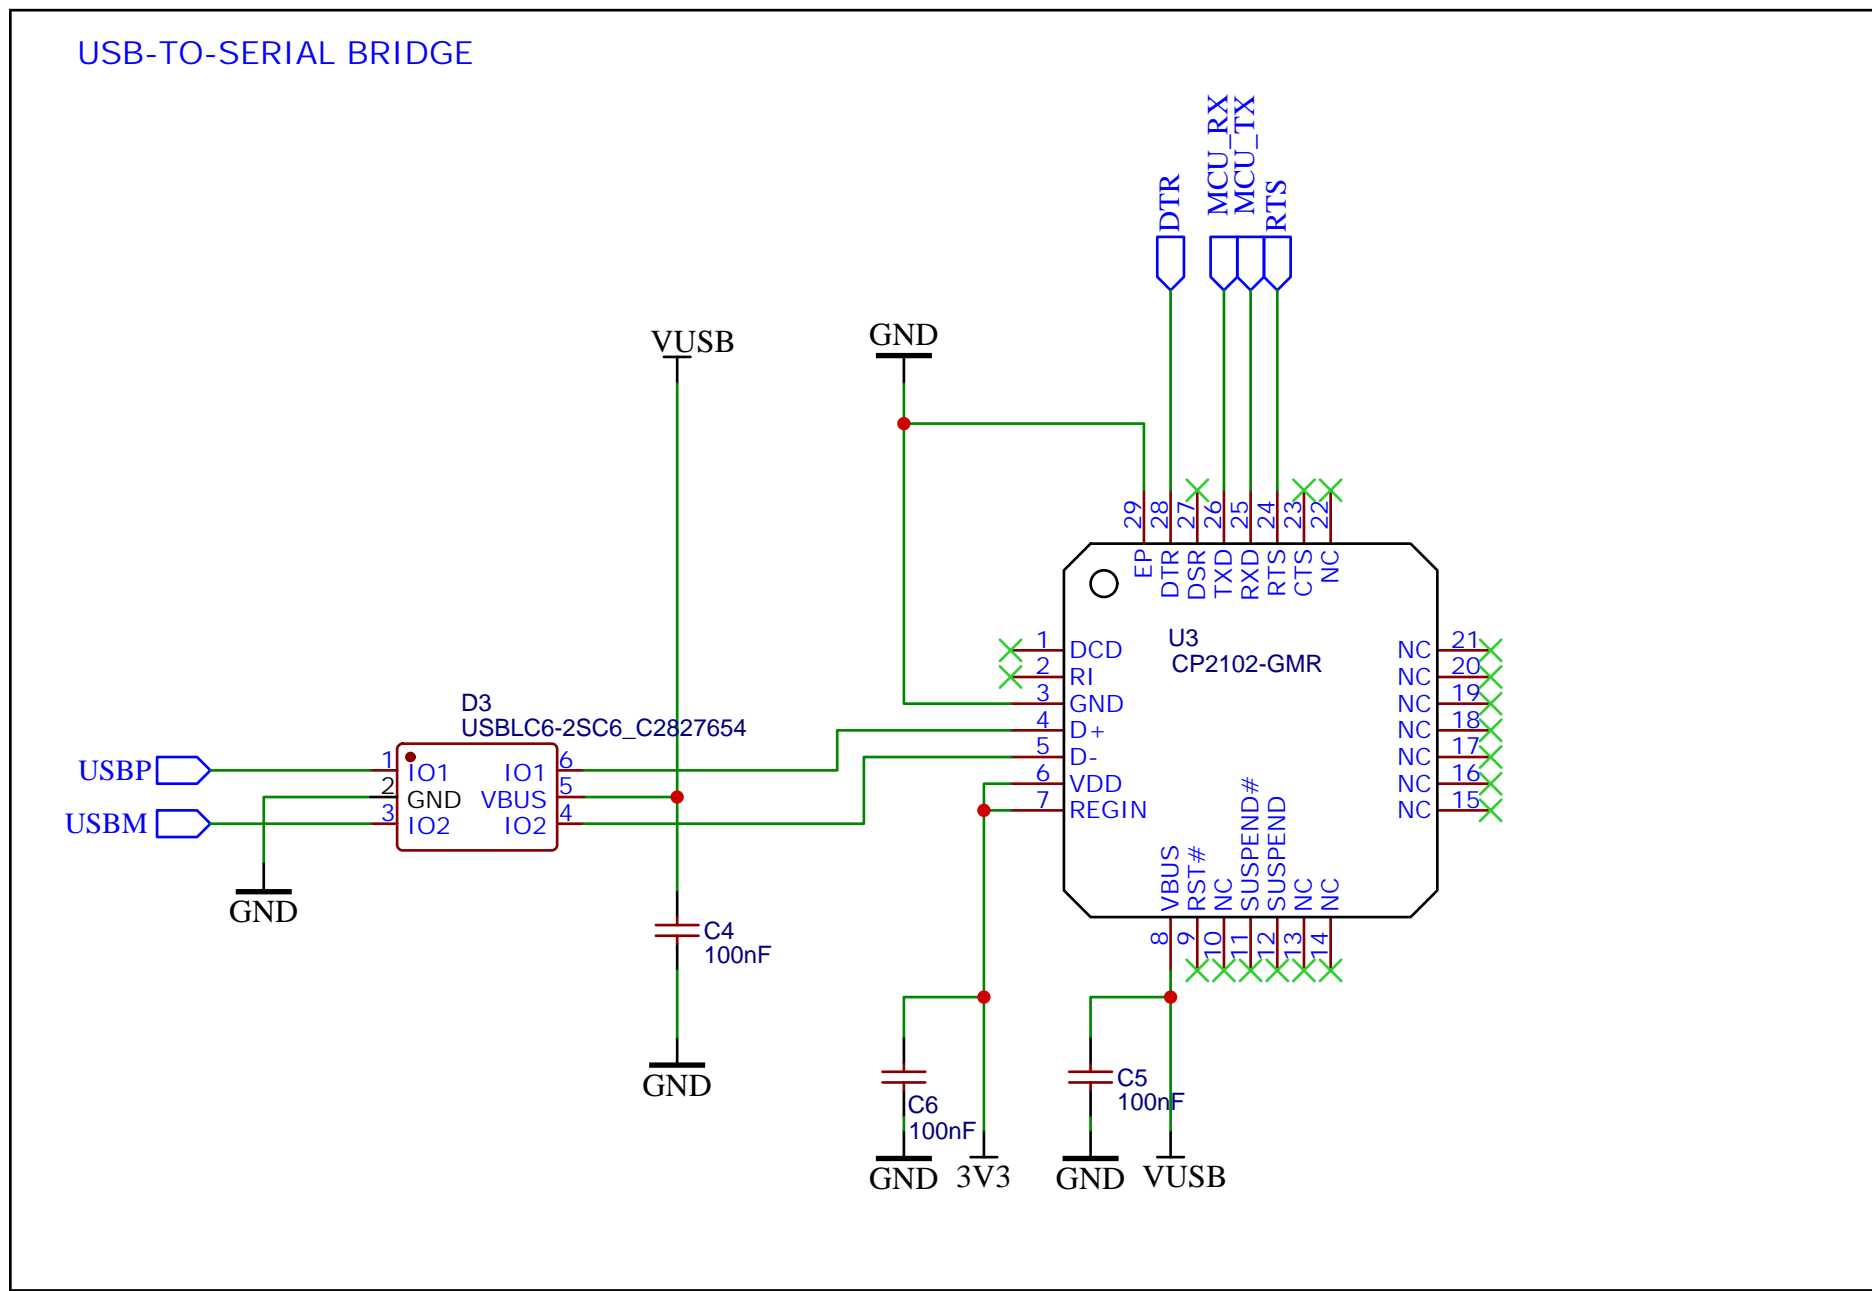 USB-TO-SERIAL BRIDGE
MCU_RX
MCU_TX
DTR
RTS
VUSB
GND
29
28
27
26
25
24
23
22
EP
DTR
DSR
TXD
RXD
RTS
CTS
NC
U3
CP2102-GMR
1 DCD
2 RI
3 GND
4 D+
5 D-
6 VDD
7 REGIN
NC 21
NC 20
NC 19
NC 18
NC 17
NC 16
NC 15
D3
USBLC6-2SC6_C2827654
USBP
USBM
1 IO1
2 GND
3 IO2
IO1 6
VBUS 5
IO2 4
GND
VBUS
RST#
NC
SUSPEND#
SUSPEND
NC
NC
8
9
10
11
12
13
14
C4
100nF
GND
C6
100nF
C5
100nF
GND
3V3
GND
VUSB